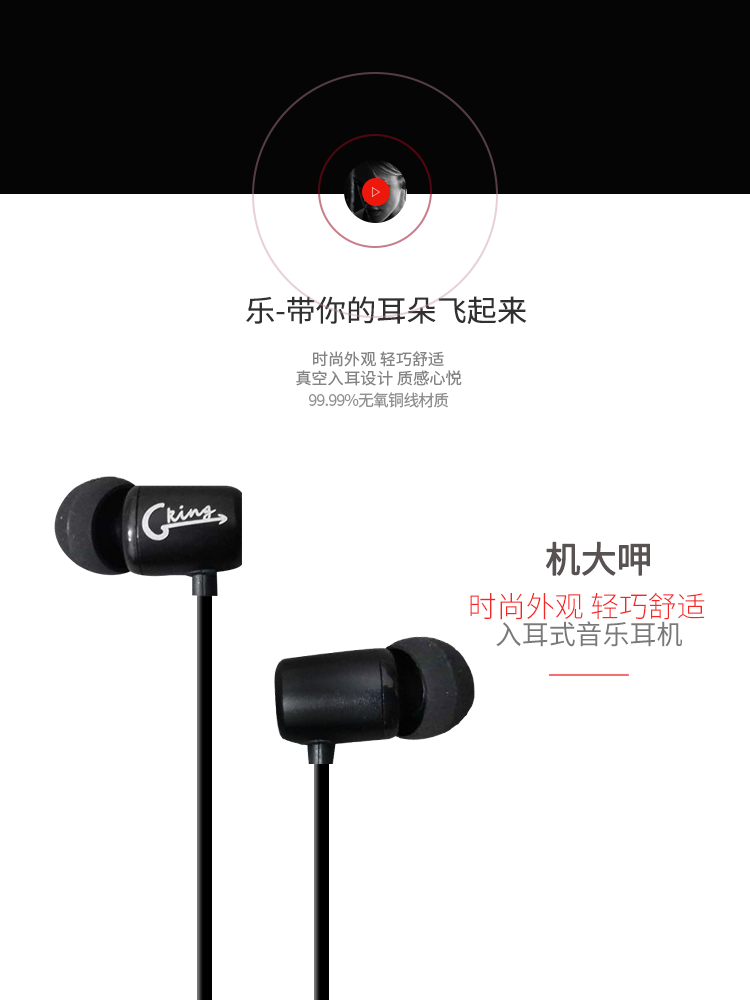 乐-带你的耳朵飞起来
时尚外观 轻巧舒适
真空入耳设计 质感心悦
99.99%无氧铜线材质
Gking
机大呷
时尚外观 轻巧舒适
入耳式音乐耳机